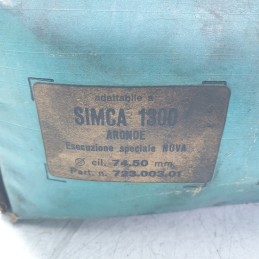 adattabile a
SIMCA 1300
ARONDE
Esecuzione speciale NOVA
Ø cil. 74.50 mm
Part. n. 723.003.01